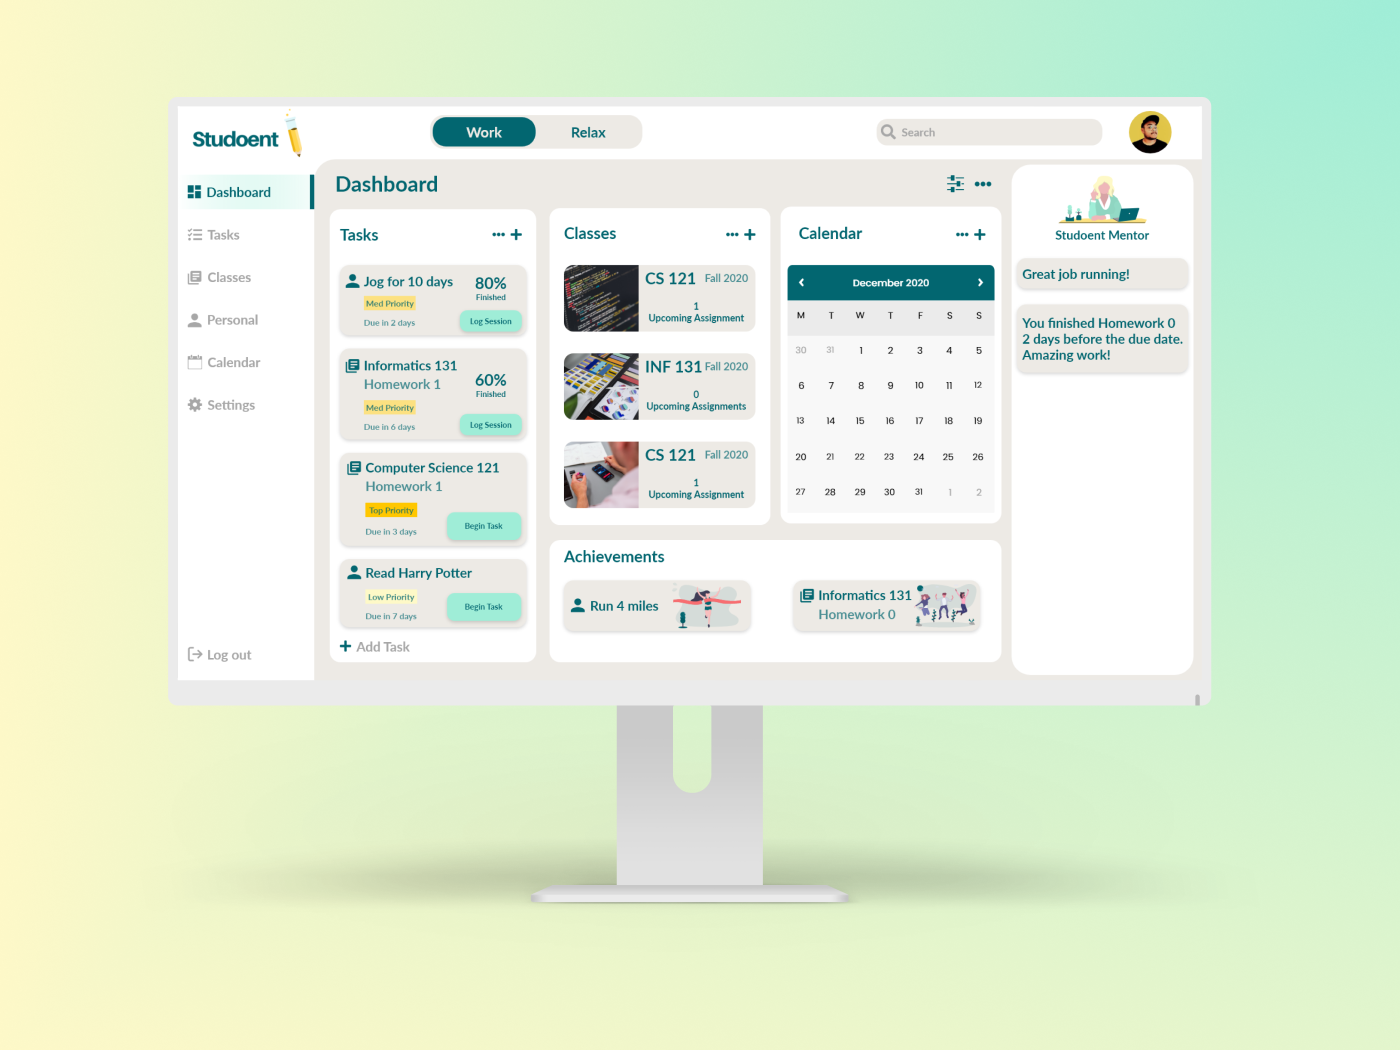 Studoent
Work
Relax
Search
Dashboard
Tasks
Classes
Personal
Calendar
Settings
Log out
Dashboard
Tasks
Jog for 10 days
80%
Finished
Med Priority
Due in 2 days
Log Session
Informatics 131
Homework 1
60%
Finished
Med Priority
Due in 6 days
Log Session
Computer Science 121
Homework 1
Top Priority
Due in 3 days
Begin Task
Read Harry Potter
Low Priority
Due in 7 days
Begin Task
Add Task
Classes
CS 121 Fall 2020
1
Upcoming Assignment
INF 131 Fall 2020
0
Upcoming Assignments
CS 121 Fall 2020
1
Upcoming Assignment
Calendar
December 2020
M T W T F S S
30 31 1 2 3 4 5
6 7 8 9 10 11 12
13 14 15 16 17 18 19
20 21 22 23 24 25 26
27 28 29 30 31 1 2
Achievements
Run 4 miles
Informatics 131
Homework 0
Studoent Mentor
Great job running!
You finished Homework 0
2 days before the due date.
Amazing work!